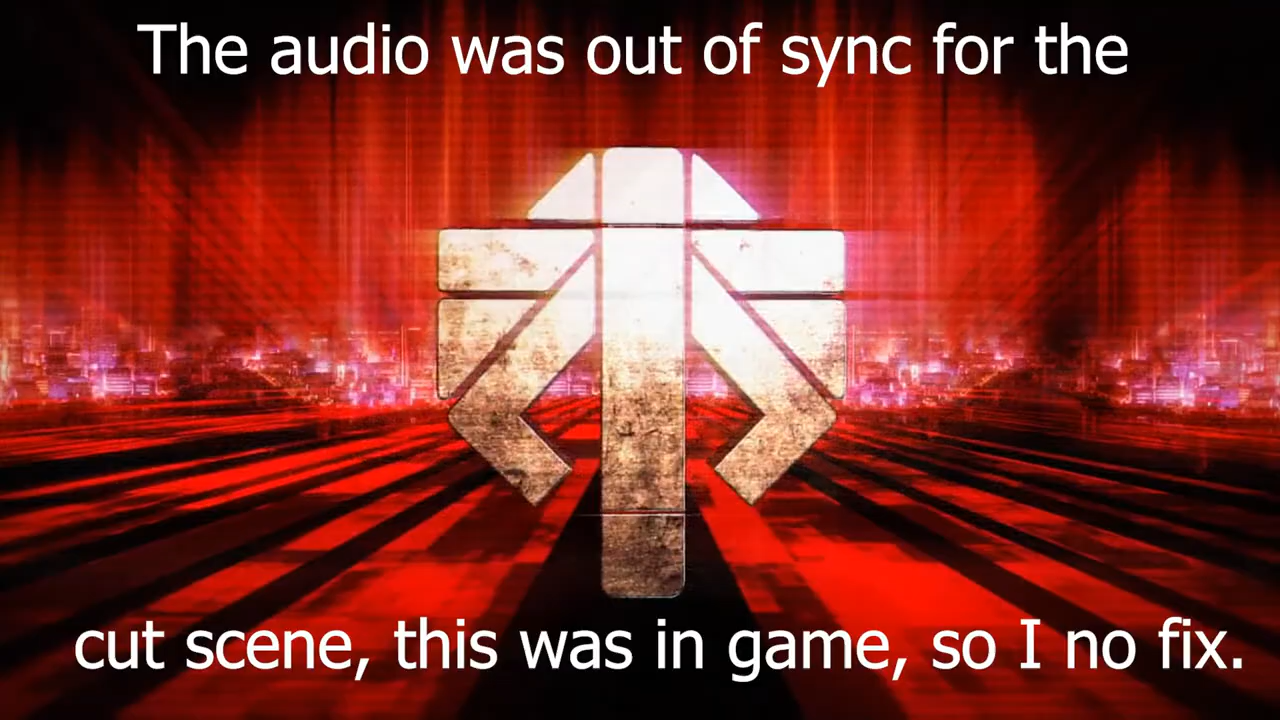 The audio was out of sync for the
cut scene, this was in game, so I no fix.